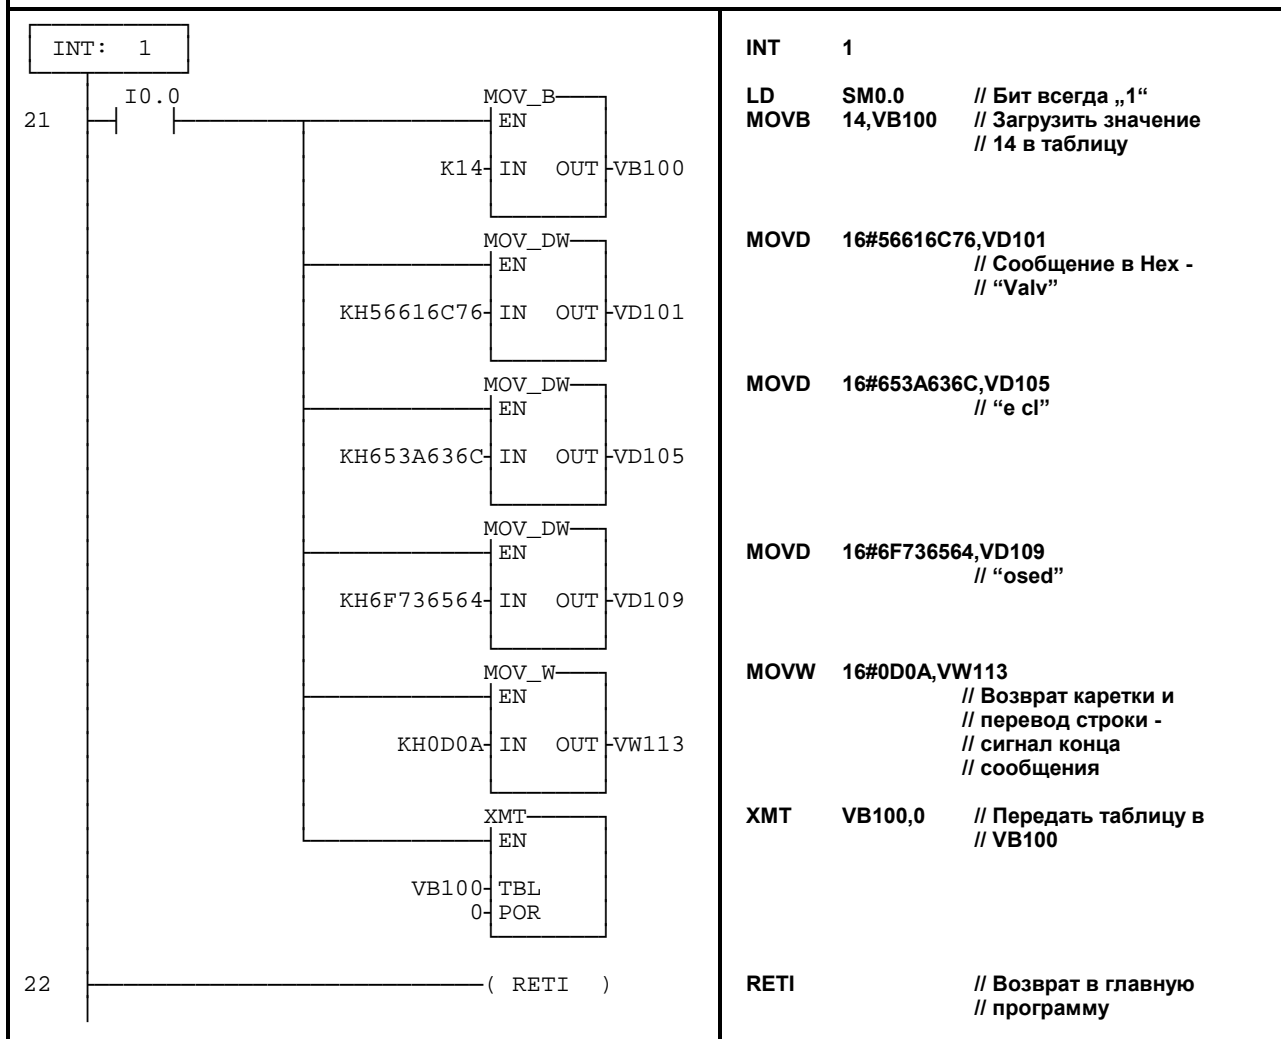 INT: 1
I0.0
21
MOV_B
EN
K14 IN OUT VB100
MOV_DW
EN
KH56616C76 IN OUT VD101
MOV_DW
EN
KH653A636C IN OUT VD105
MOV_DW
EN
KH6F736564 IN OUT VD109
MOV_W
EN
KH0D0A IN OUT VW113
XMT
EN
VB100 TBL
0 POR
22 ( RETI )
INT 1
LD SM0.0 // Бит всегда „1“
MOVB 14,VB100 // Загрузить значение
// 14 в таблицу
MOVD 16#56616C76,VD101
// Сообщение в Hex -
// “Valv”
MOVD 16#653A636C,VD105
// “e cl”
MOVD 16#6F736564,VD109
// “osed”
MOVW 16#0D0A,VW113
// Возврат каретки и
// перевод строки -
// сигнал конца
// сообщения
XMT VB100,0 // Передать таблицу в
// VB100
RETI // Возврат в главную
// программу